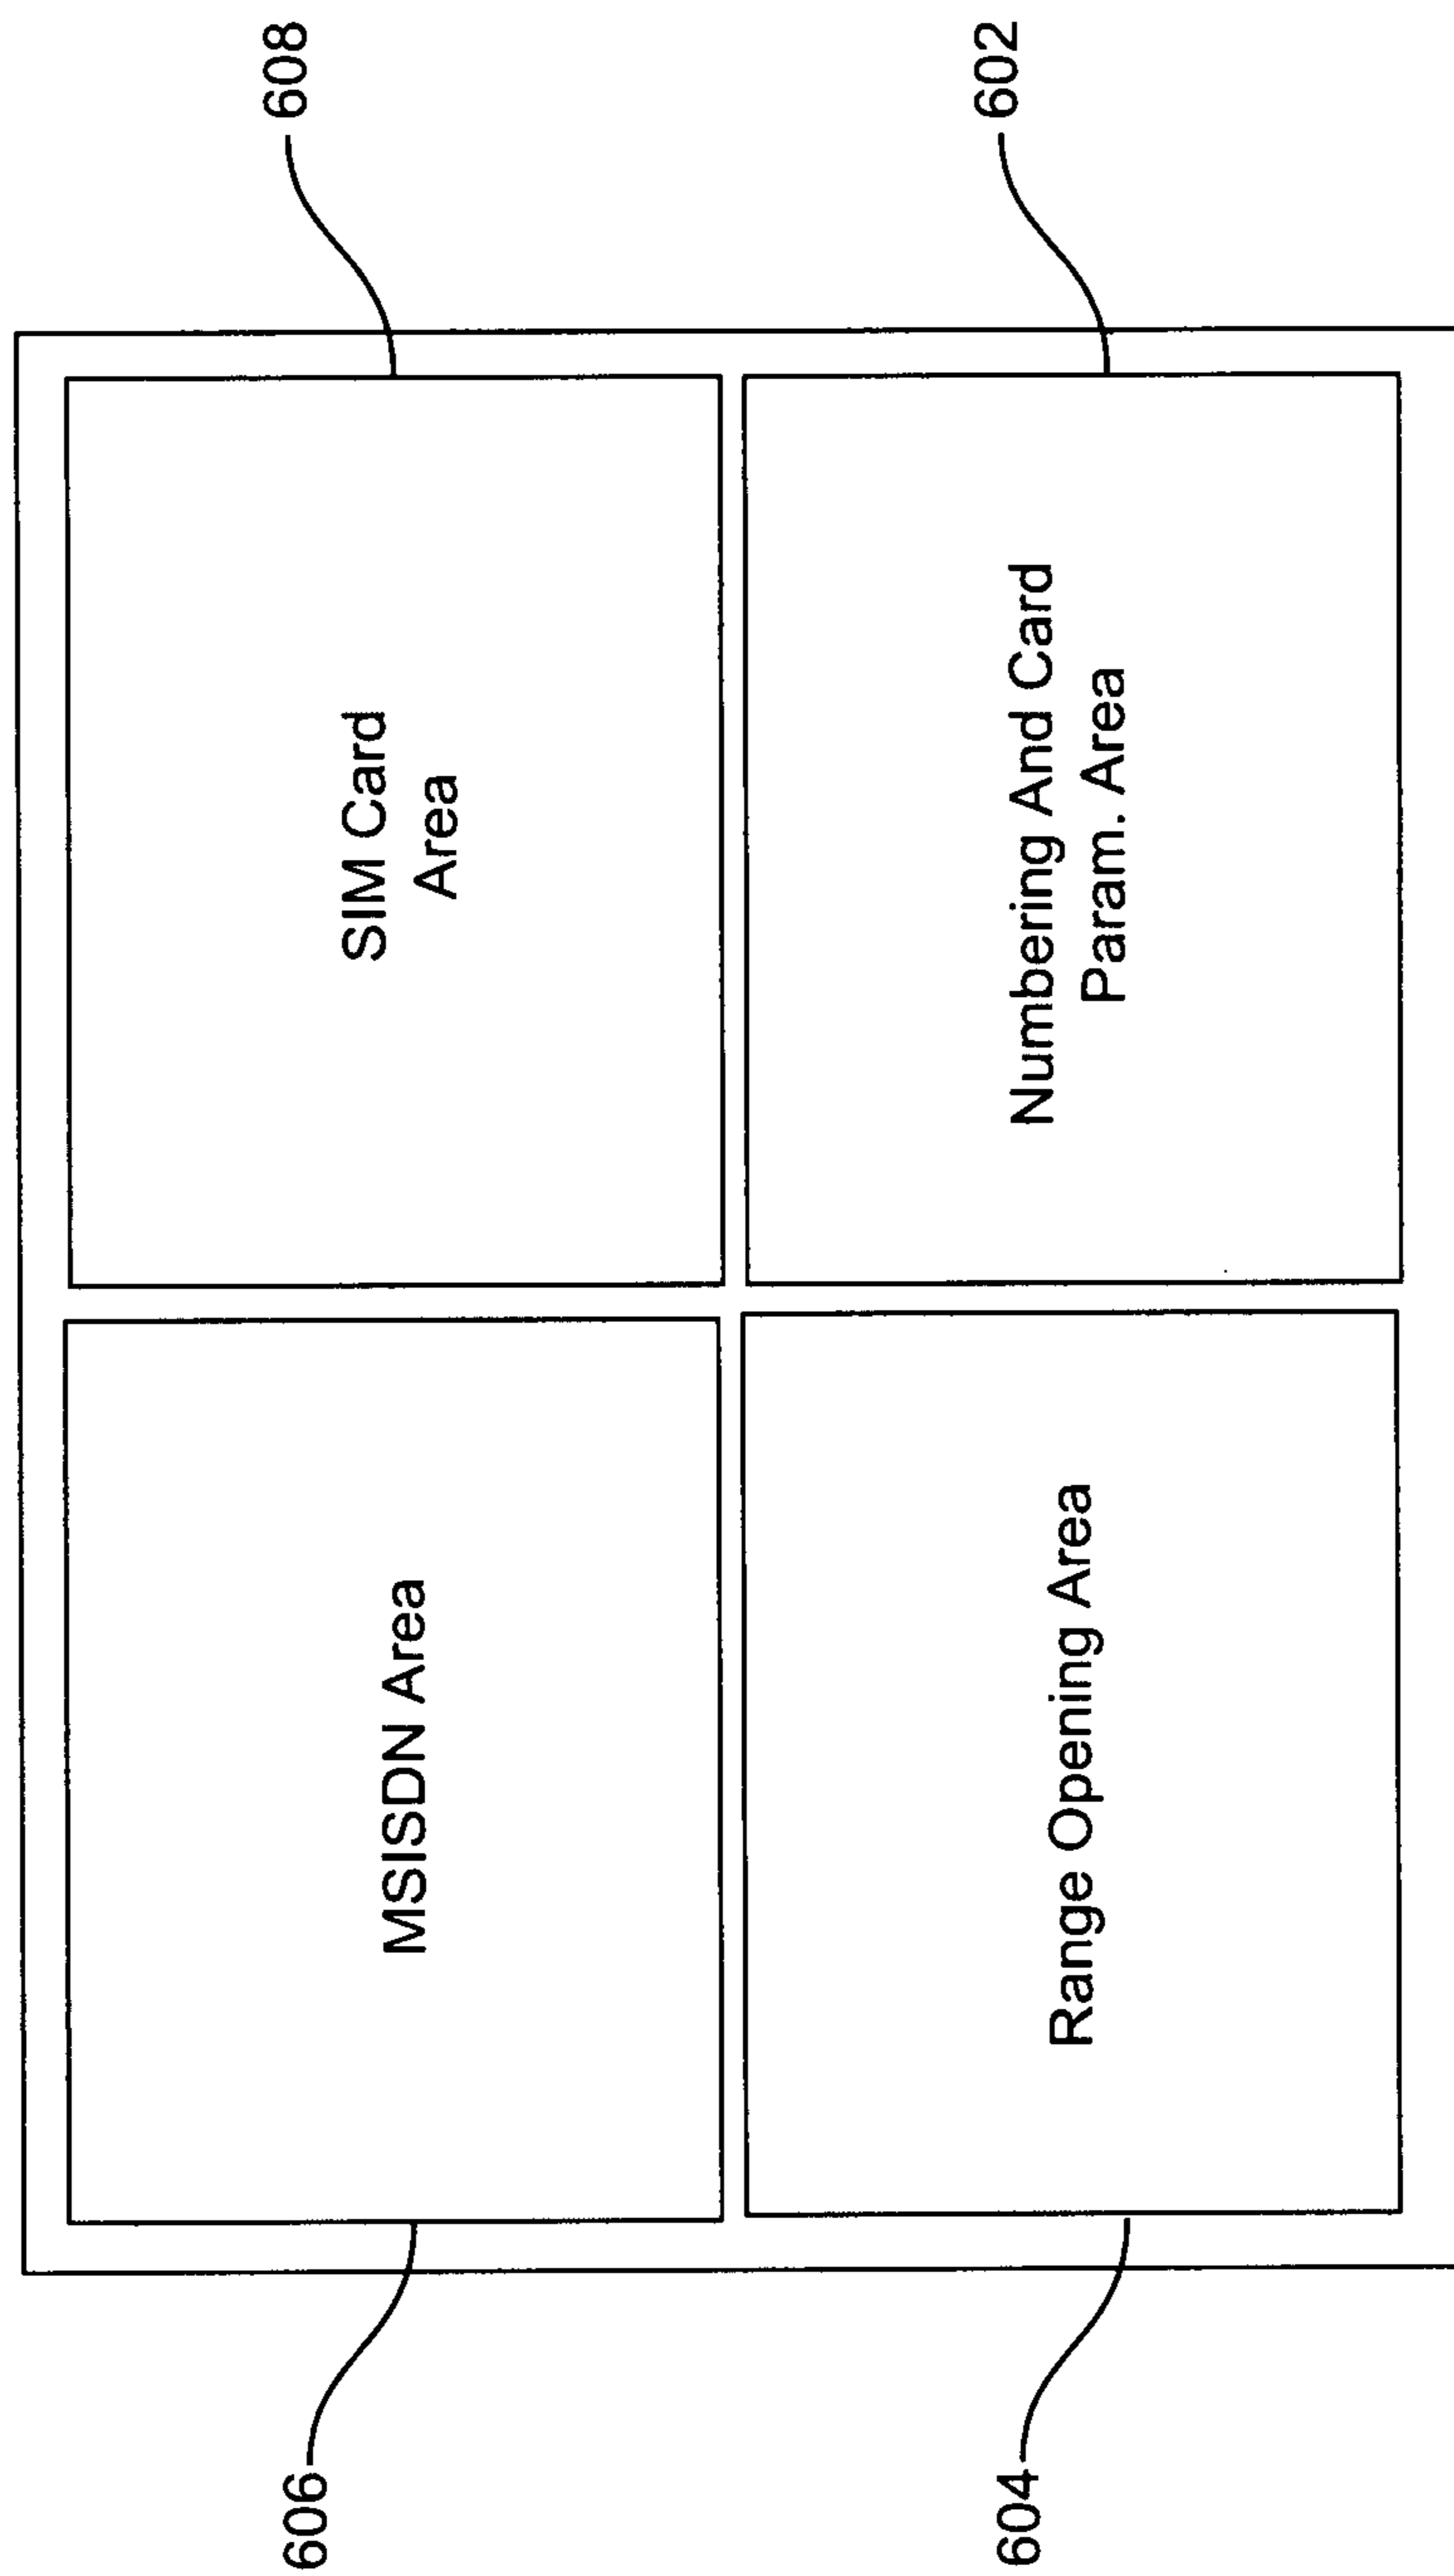 606
MSISDN Area
SIM Card
Area
608
604
Range Opening Area
Numbering And Card
Param. Area
602